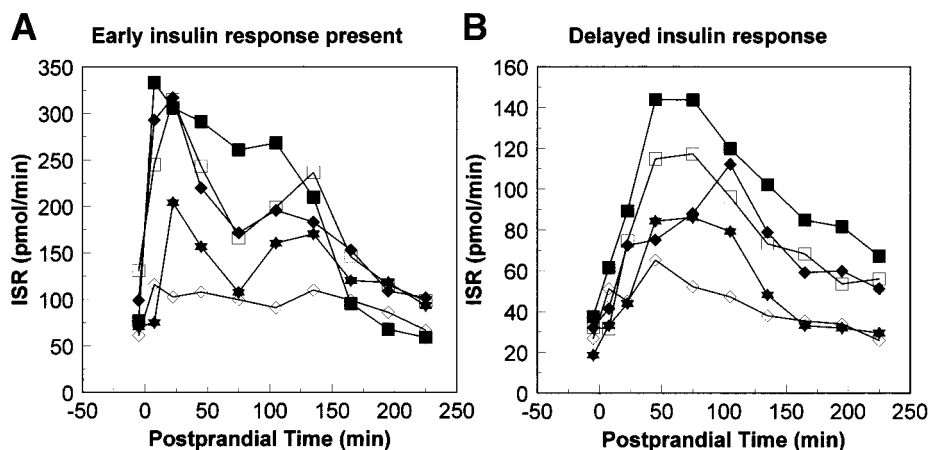 A Early insulin response present
ISR (pmol/min)
350
300
250
200
150
100
50
0
-50 0 50 100 150 200 250
Postprandial Time (min)
B Delayed insulin response
ISR (pmol/min)
160
140
120
100
80
60
40
20
0
-50 0 50 100 150 200 250
Postprandial Time (min)